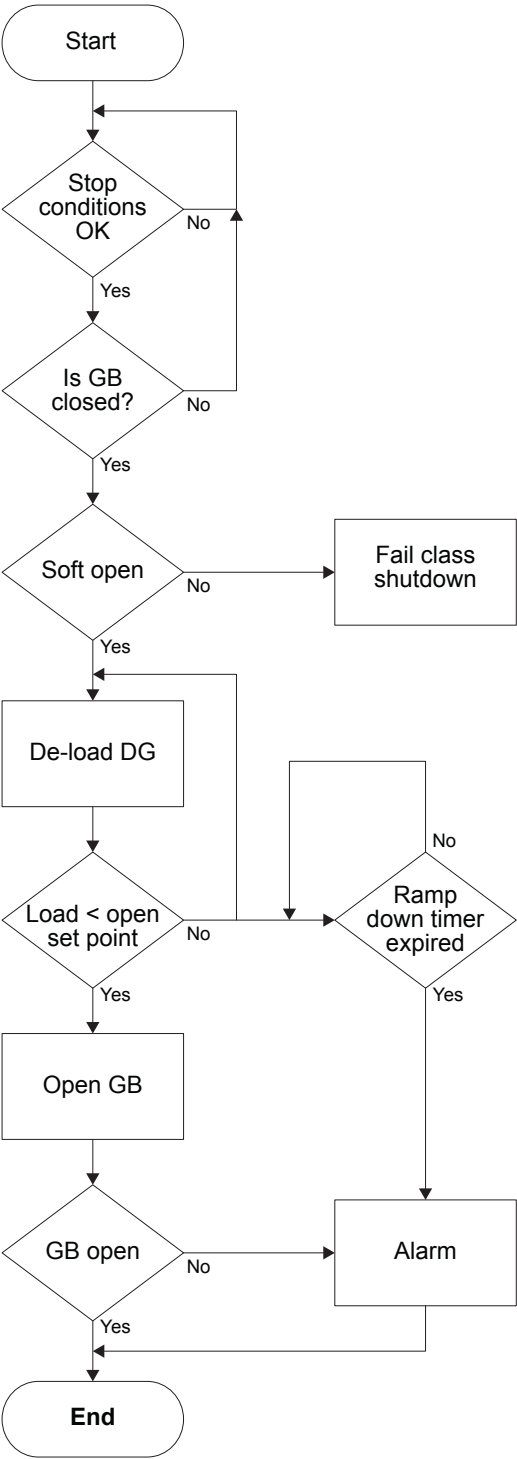 Start
Stop
conditions
OK
No
Yes
Is GB
closed?
No
Yes
Soft open
No
Fail class
shutdown
Yes
De-load DG
No
Load < open
set point
No
Ramp
down timer
expired
Yes
Yes
Open GB
GB open
No
Alarm
Yes
End